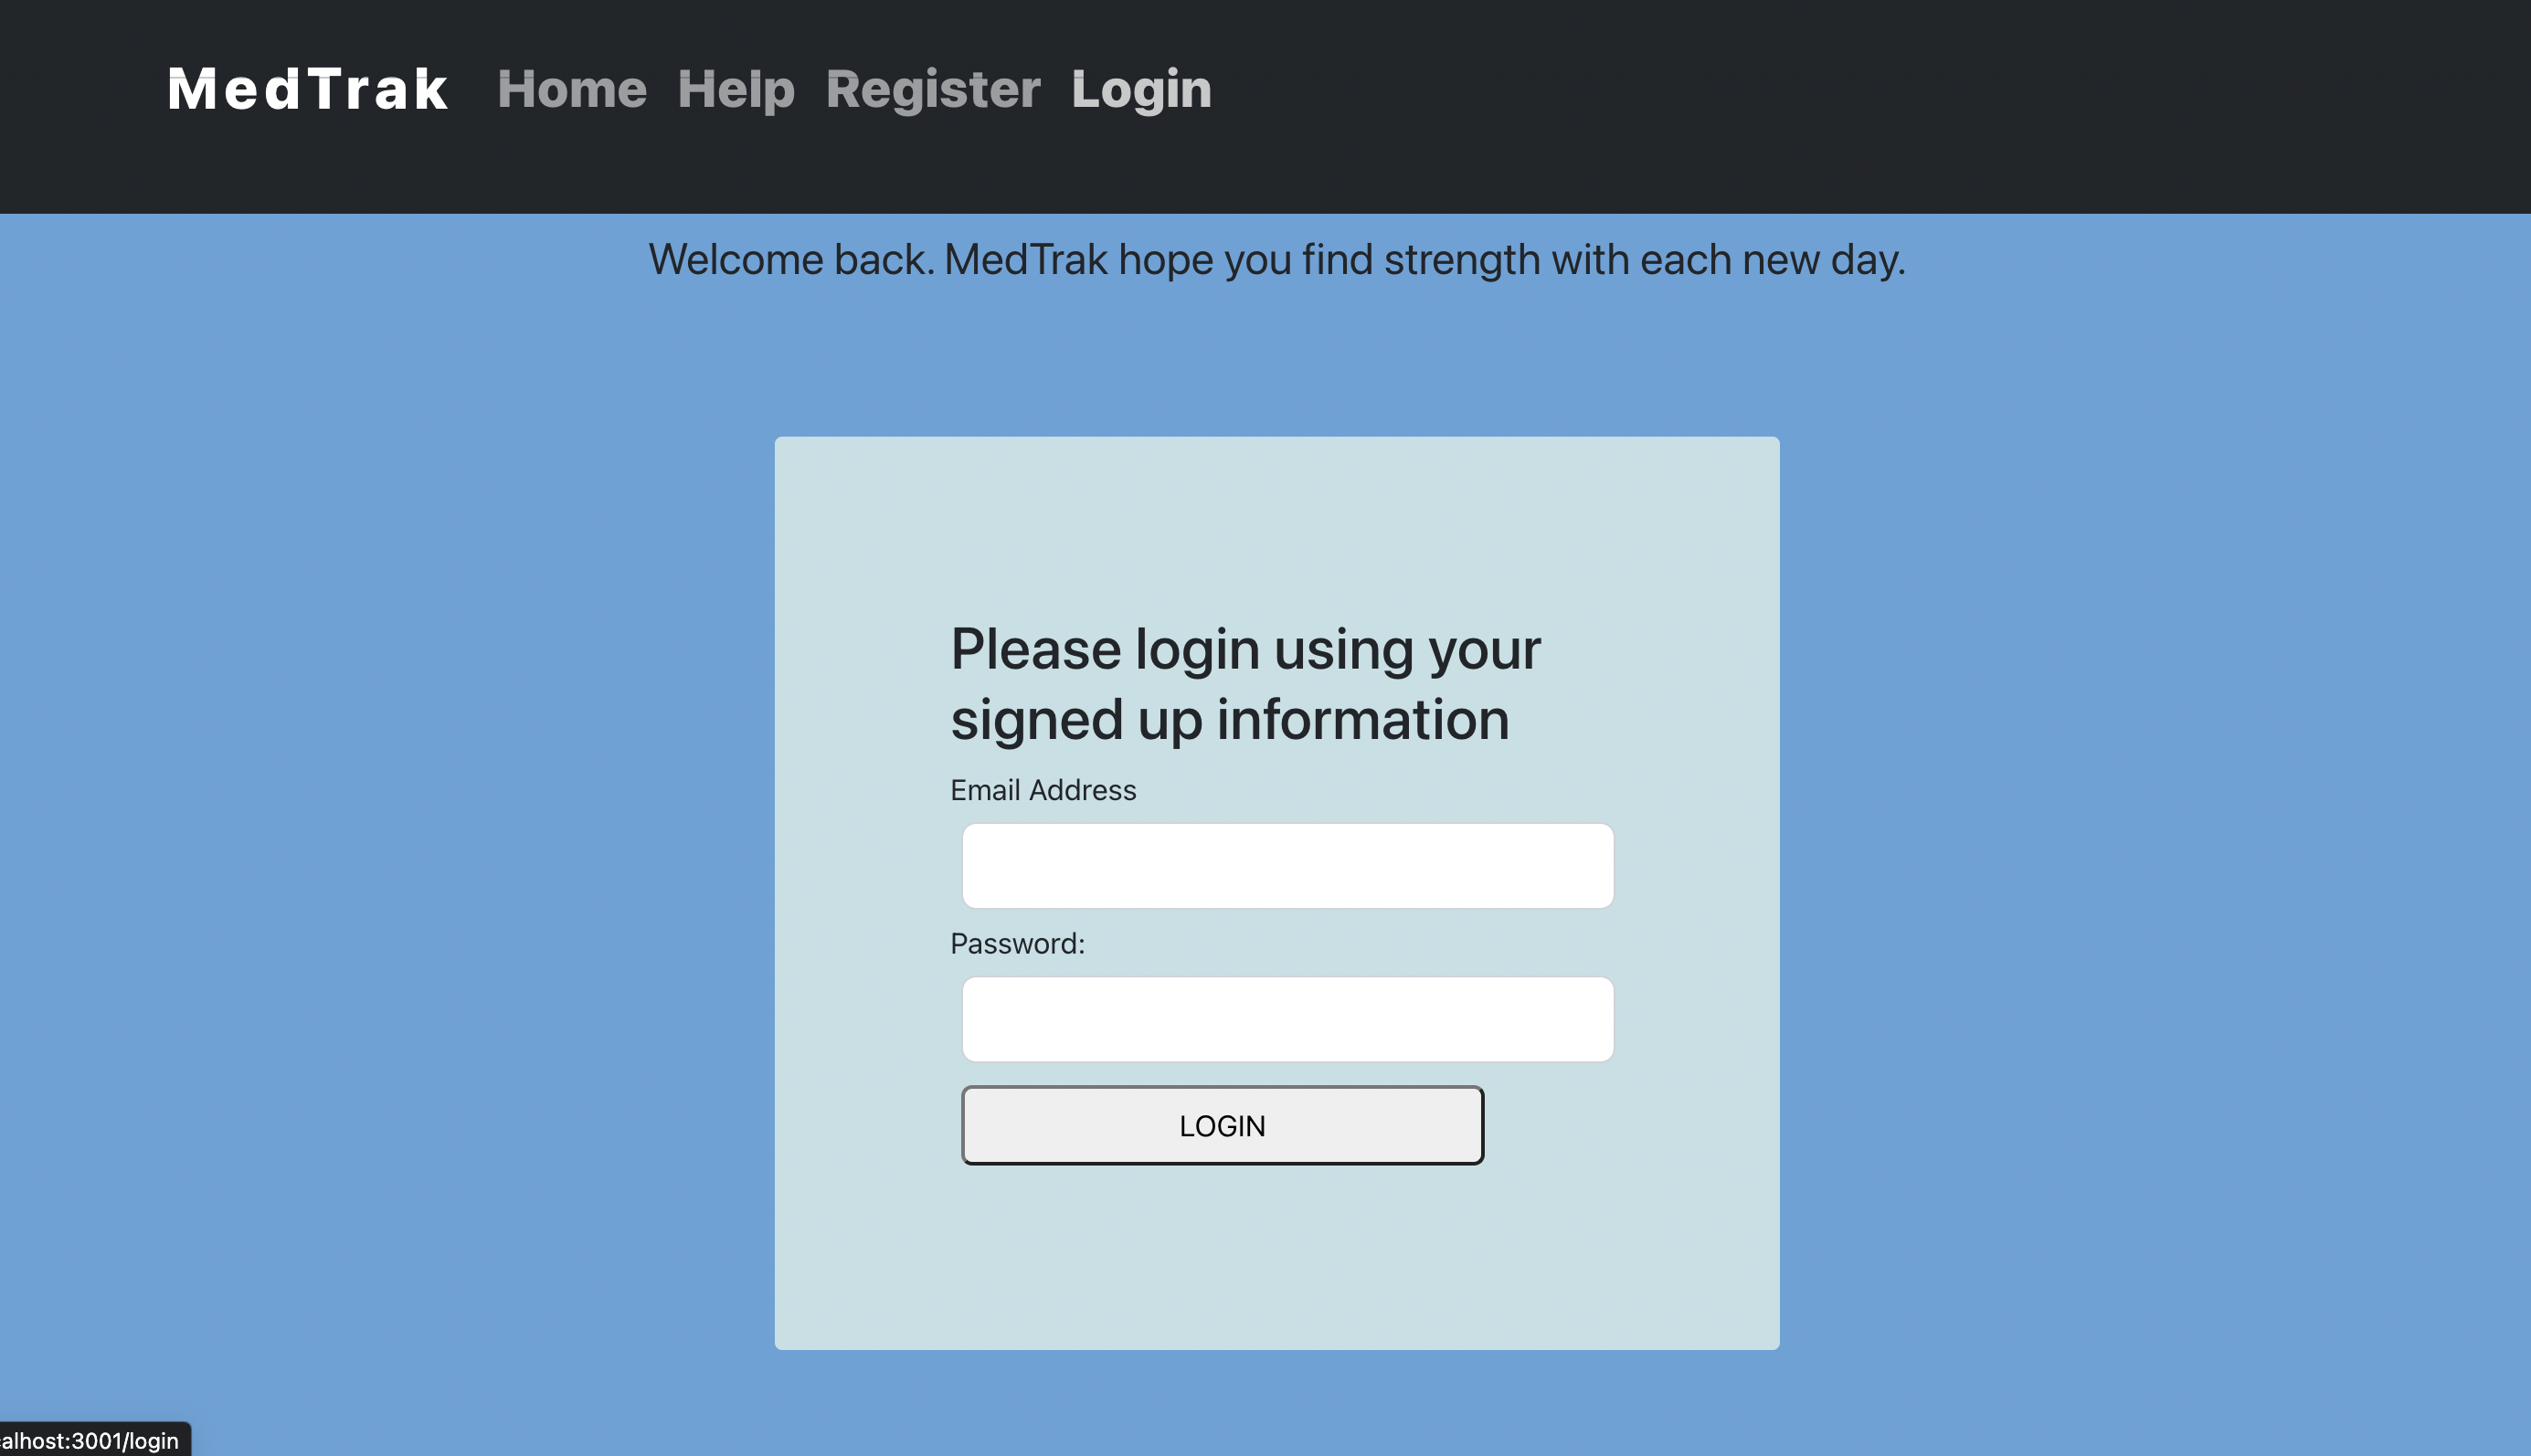 MedTrak Home Help Register Login
Welcome back. MedTrak hope you find strength with each new day.
Please login using your
signed up information
Email Address
Password:
LOGIN
alhost:3001/login